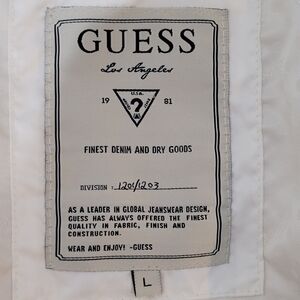 GUESS
Los Angeles
U.S.A.
19 ? 81
FINEST DENIM AND DRY GOODS
DIVISION : 1201/1203
AS A LEADER IN GLOBAL JEANSWEAR DESIGN,
GUESS HAS ALWAYS OFFERED THE FINEST
QUALITY IN FABRIC, FINISH AND
CONSTRUCTION.
WEAR AND ENJOY! -GUESS
L